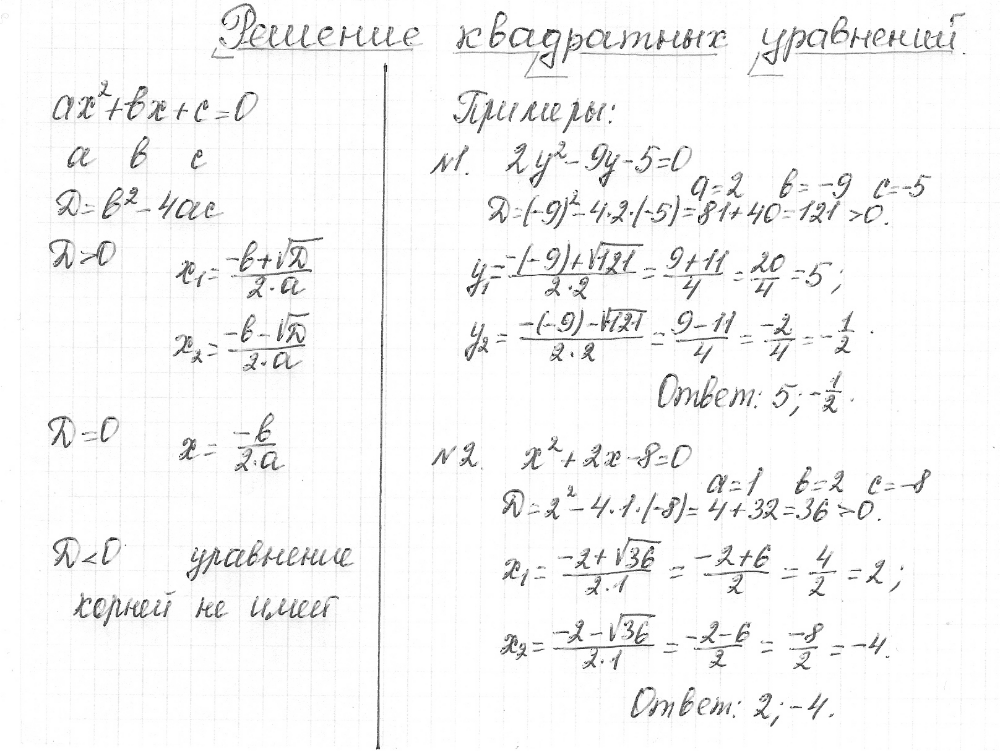 Решение квадратных уравнений
ax²+вx+c=0
a в c
Д=в²-4ac
Д>0 x₁=(-в+√Д)/(2·a)
x₂=(-в-√Д)/(2·a)
Д=0 x=-в/(2·a)
Д<0 уравнение
корней не имеет
Примеры:
N1. 2y²-9y-5=0
a=2 в=-9 c=-5
Д=(-9)²-4·2·(-5)=81+40=121>0.
y₁=(-(-9)+√121)/(2·2)=(9+11)/4=20/4=5;
y₂=(-(-9)-√121)/(2·2)=(9-11)/4=-2/4=-1/2.
Ответ: 5;-1/2.
N2. x²+2x-8=0
a=1 в=2 c=-8
Д=2²-4·1·(-8)=4+32=36>0.
x₁=(-2+√36)/(2·1)=(-2+6)/2=4/2=2;
x₂=(-2-√36)/(2·1)=(-2-6)/2=-8/2=-4.
Ответ: 2;-4.